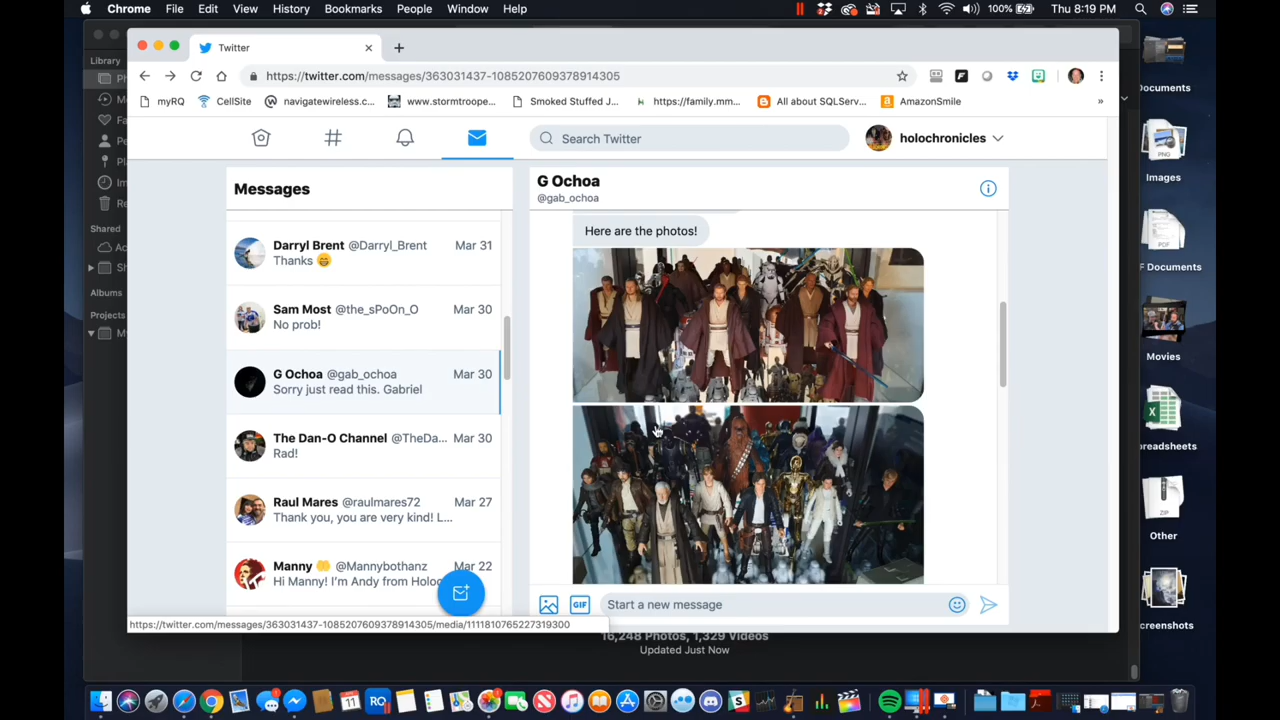 Chrome File Edit View History Bookmarks People Window Help 100% Thu 8:19 PM
Twitter
https://twitter.com/messages/363031437-1085207609378914305
myRQ CellSite navigatewireless.c... www.stormtroope... Smoked Stuffed J... https://family.mm... All about SQLServ... AmazonSmile »
Search Twitter
holochronicles
Messages
Darryl Brent @Darryl_Brent Mar 31
Thanks 😁
Sam Most @the_sPoOn_O Mar 30
No prob!
G Ochoa @gab_ochoa Mar 30
Sorry just read this. Gabriel
The Dan-O Channel @TheDa... Mar 30
Rad!
Raul Mares @raulmares72 Mar 27
Thank you, you are very kind! L...
Manny @Mannybothanz Mar 22
Hi Manny! I'm Andy from Holoc
G Ochoa
@gab_ochoa
Here are the photos!
GIF Start a new message
https://twitter.com/messages/363031437-1085207609378914305/media/1111810765227319300
16,248 Photos, 1,329 Videos
Updated Just Now
Library
Shared
Albums
Projects
Documents
PNG
Images
PDF
F Documents
Movies
preadsheets
ZIP
Other
creenshots